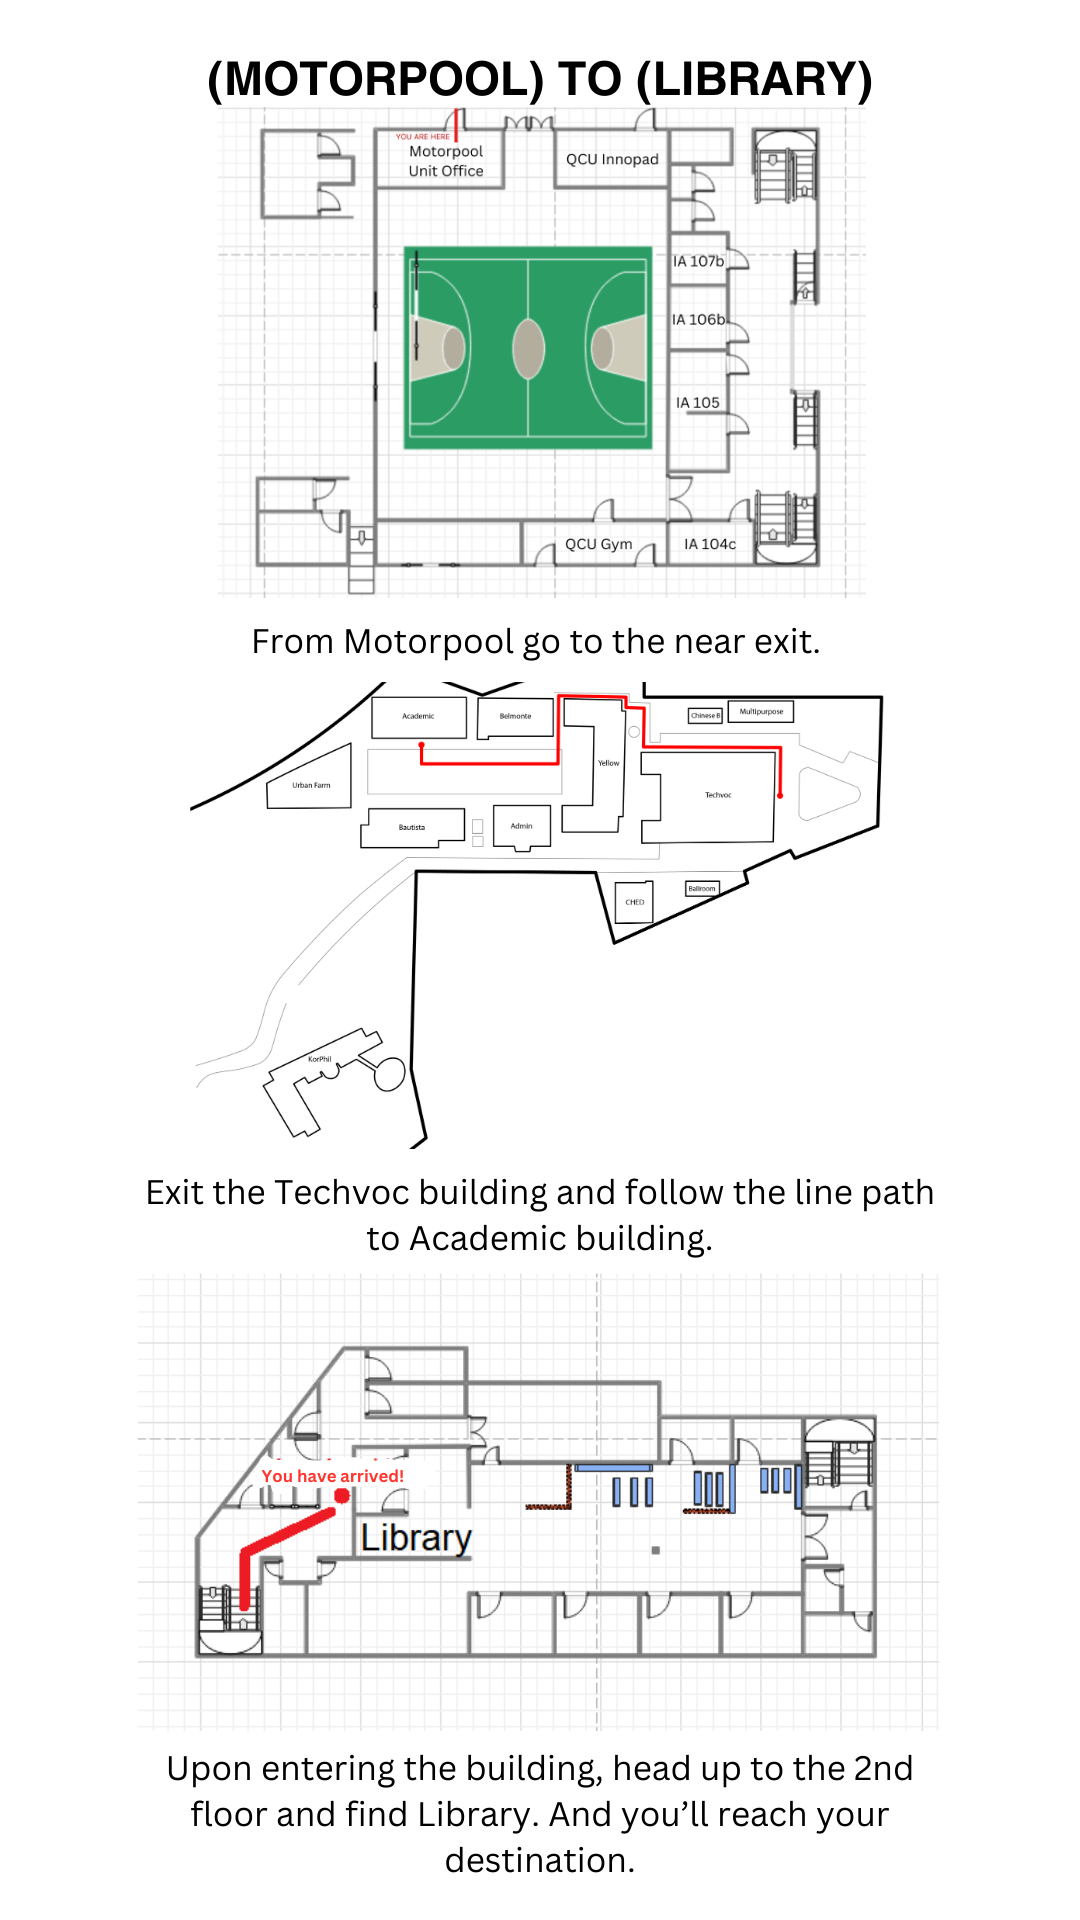 (MOTORPOOL) TO (LIBRARY)
YOU ARE HERE
Motorpool
Unit Office
QCU Innopad
IA 107b
IA 106b
IA 105
QCU Gym
IA 104c
From Motorpool go to the near exit.
Academic
Belmonte
Chinese B
Multipurpose
Yellow
Urban Farm
Techvoc
Bautista
Admin
CHED
Ballroom
KorPhil
Exit the Techvoc building and follow the line path
to Academic building.
You have arrived!
Library
Upon entering the building, head up to the 2nd
floor and find Library. And you’ll reach your
destination.